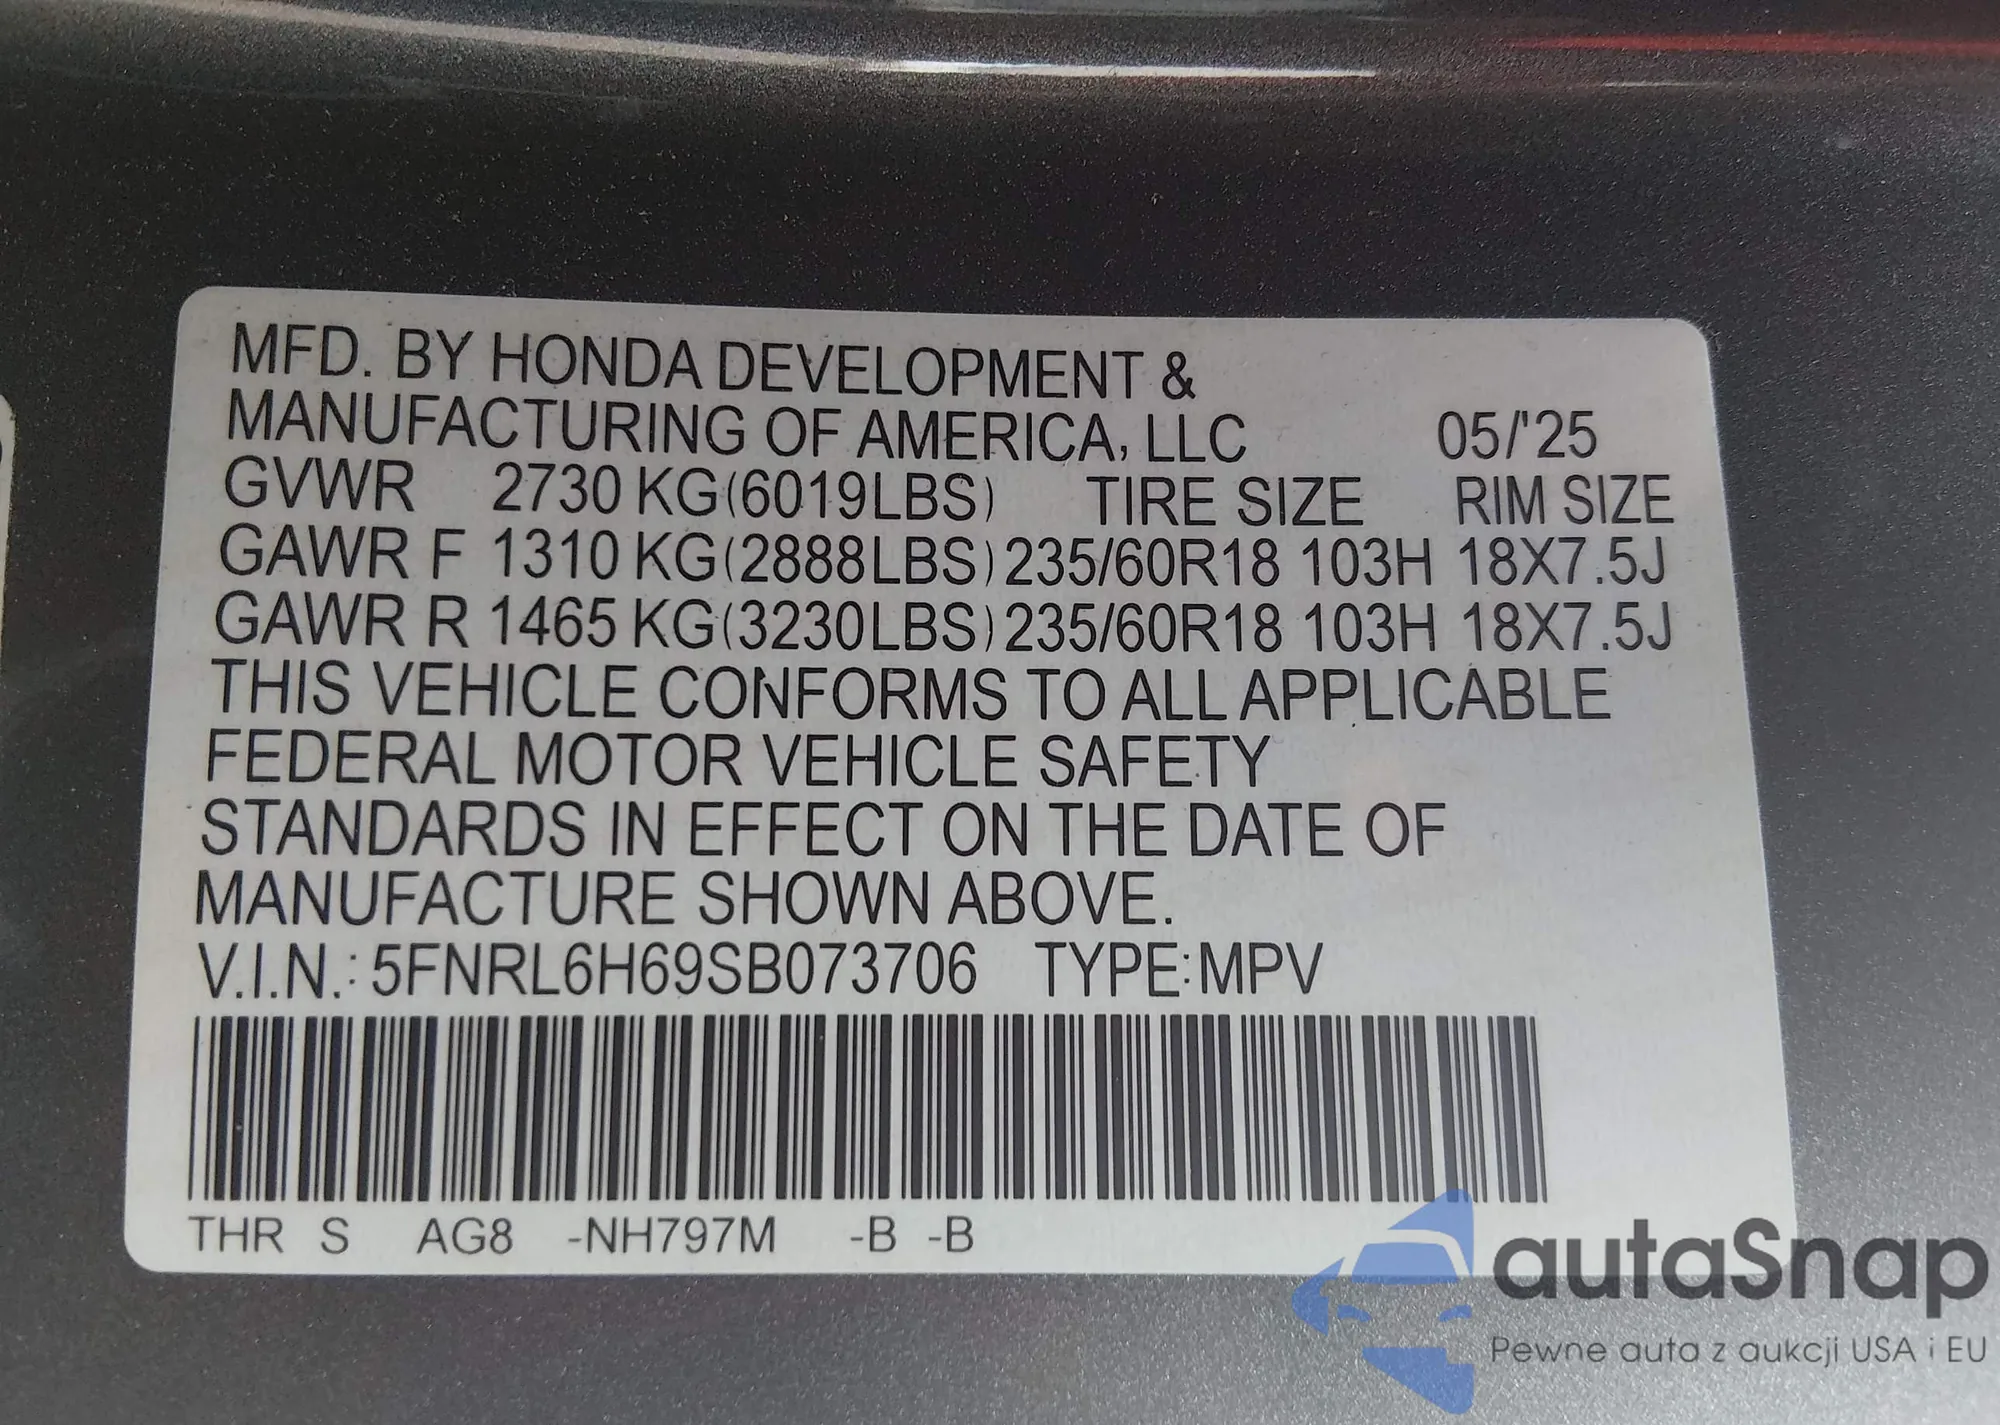 MFD. BY HONDA DEVELOPMENT &
MANUFACTURING OF AMERICA, LLC 05/'25
GVWR 2730 KG(6019LBS) TIRE SIZE RIM SIZE
GAWR F 1310 KG(2888LBS) 235/60R18 103H 18X7.5J
GAWR R 1465 KG(3230LBS) 235/60R18 103H 18X7.5J
THIS VEHICLE CONFORMS TO ALL APPLICABLE
FEDERAL MOTOR VEHICLE SAFETY
STANDARDS IN EFFECT ON THE DATE OF
MANUFACTURE SHOWN ABOVE.
V.I.N.: 5FNRL6H69SB073706 TYPE:MPV
THR S AG8 -NH797M -B -B
autaSnap
Pewne auta z aukcji USA i EU